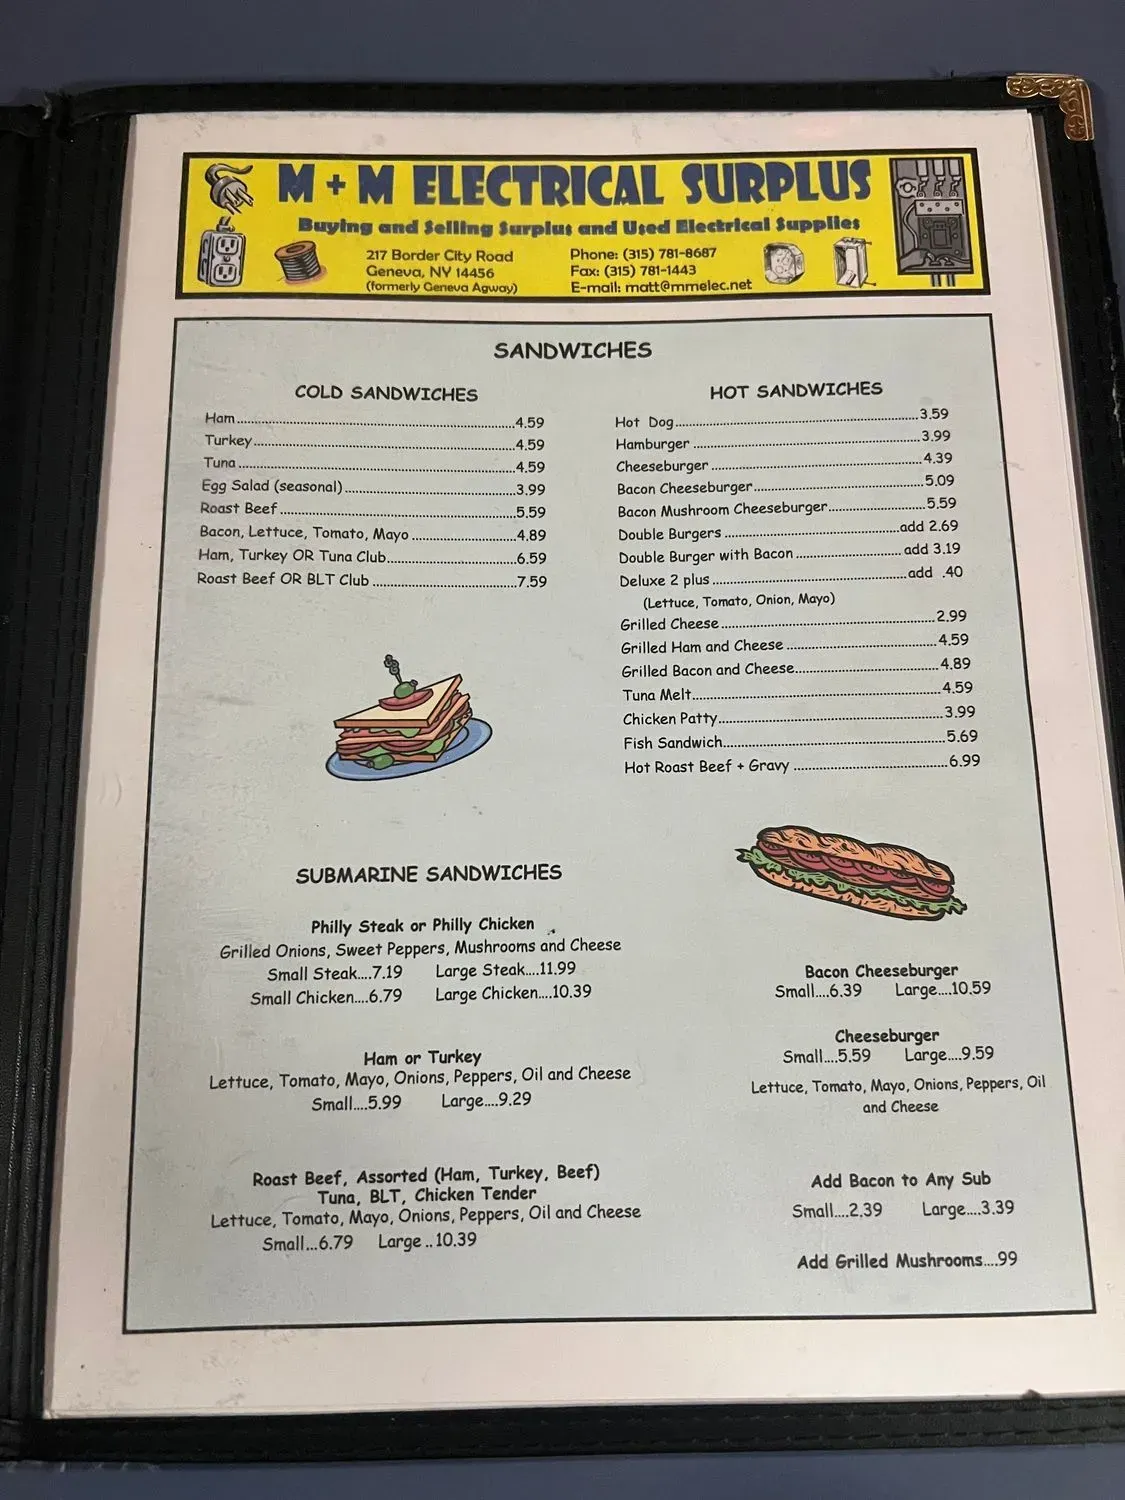 M + M ELECTRICAL SURPLUS
Buying and Selling Surplus and Used Electrical Supplies
217 Border City Road
Geneva, NY 14456
(formerly Geneva Agway)
Phone: (315) 781-8687
Fax: (315) 781-1443
E-mail: matt@mmelec.net
SANDWICHES
COLD SANDWICHES
Ham..........4.59
Turkey..........4.59
Tuna..........4.59
Egg Salad (seasonal)..........3.99
Roast Beef..........5.59
Bacon, Lettuce, Tomato, Mayo..........4.89
Ham, Turkey OR Tuna Club..........6.59
Roast Beef OR BLT Club..........7.59
HOT SANDWICHES
Hot Dog..........3.59
Hamburger..........3.99
Cheeseburger..........4.39
Bacon Cheeseburger..........5.09
Bacon Mushroom Cheeseburger..........5.59
Double Burgers..........add 2.69
Double Burger with Bacon..........add 3.19
Deluxe 2 plus..........add .40
(Lettuce, Tomato, Onion, Mayo)
Grilled Cheese..........2.99
Grilled Ham and Cheese..........4.59
Grilled Bacon and Cheese..........4.89
Tuna Melt..........4.59
Chicken Patty..........3.99
Fish Sandwich..........5.69
Hot Roast Beef + Gravy..........6.99
SUBMARINE SANDWICHES
Philly Steak or Philly Chicken
Grilled Onions, Sweet Peppers, Mushrooms and Cheese
Small Steak....7.19 Large Steak....11.99
Small Chicken....6.79 Large Chicken....10.39
Ham or Turkey
Lettuce, Tomato, Mayo, Onions, Peppers, Oil and Cheese
Small....5.99 Large....9.29
Roast Beef, Assorted (Ham, Turkey, Beef)
Tuna, BLT, Chicken Tender
Lettuce, Tomato, Mayo, Onions, Peppers, Oil and Cheese
Small...6.79 Large .. 10.39
Bacon Cheeseburger
Small....6.39 Large....10.59
Cheeseburger
Small....5.59 Large....9.59
Lettuce, Tomato, Mayo, Onions, Peppers, Oil
and Cheese
Add Bacon to Any Sub
Small....2.39 Large....3.39
Add Grilled Mushrooms....99